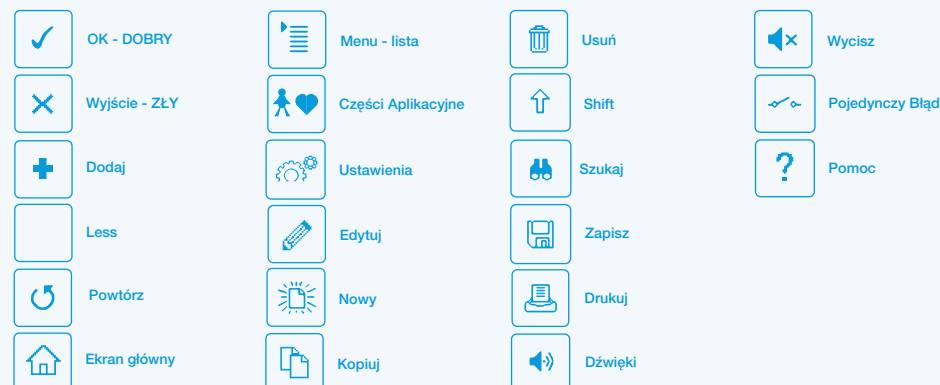 OK - DOBRY
Wyjście - ZŁY
Dodaj
Less
Powtórz
Ekran główny
Menu - lista
Części Aplikacyjne
Ustawienia
Edytuj
Nowy
Kopiuj
Usuń
Shift
Szukaj
Zapisz
Drukuj
Dźwięki
Wycisz
Pojedynczy Błąd
Pomoc